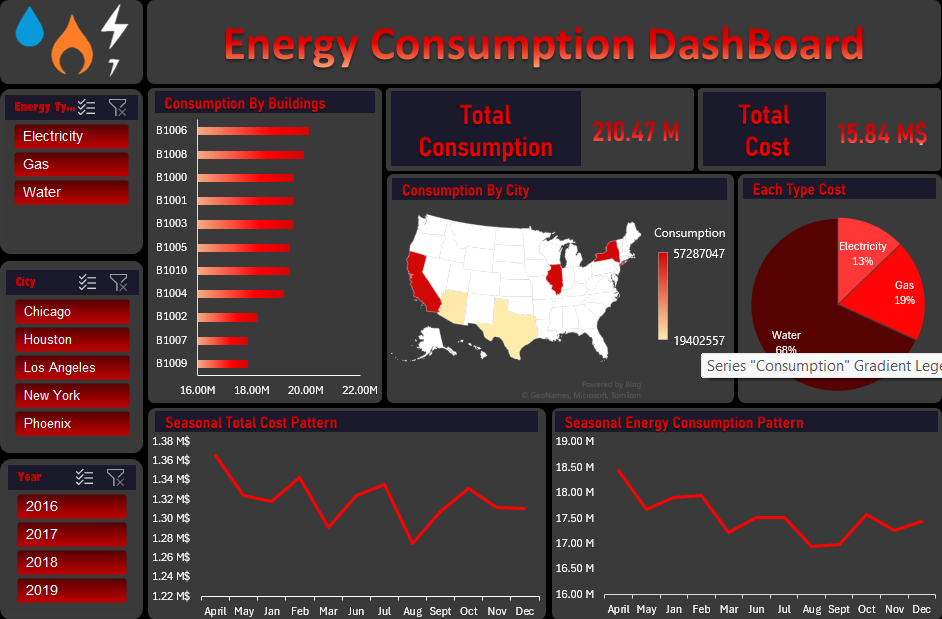 Energy Consumption DashBoard
Energy Ty...
Electricity
Gas
Water
City
Chicago
Houston
Los Angeles
New York
Phoenix
Year
2016
2017
2018
2019
Consumption By Buildings
B1006
B1008
B1000
B1001
B1003
B1005
B1010
B1004
B1002
B1007
B1009
16.00M 18.00M 20.00M 22.00M
Total
Consumption
210.47 M
Total
Cost
15.84 M$
Consumption By City
Consumption
57287047
19402557
Powered by Bing
© GeoNames, Microsoft, TomTom
Each Type Cost
Electricity
13%
Gas
19%
Water
68%
Series "Consumption" Gradient Lege
Seasonal Total Cost Pattern
1.38 M$
1.36 M$
1.34 M$
1.32 M$
1.30 M$
1.28 M$
1.26 M$
1.24 M$
1.22 M$
April May Jan Feb Mar Jun Jul Aug Sept Oct Nov Dec
Seasonal Energy Consumption Pattern
19.00 M
18.50 M
18.00 M
17.50 M
17.00 M
16.50 M
16.00 M
April May Jan Feb Mar Jun Jul Aug Sept Oct Nov Dec